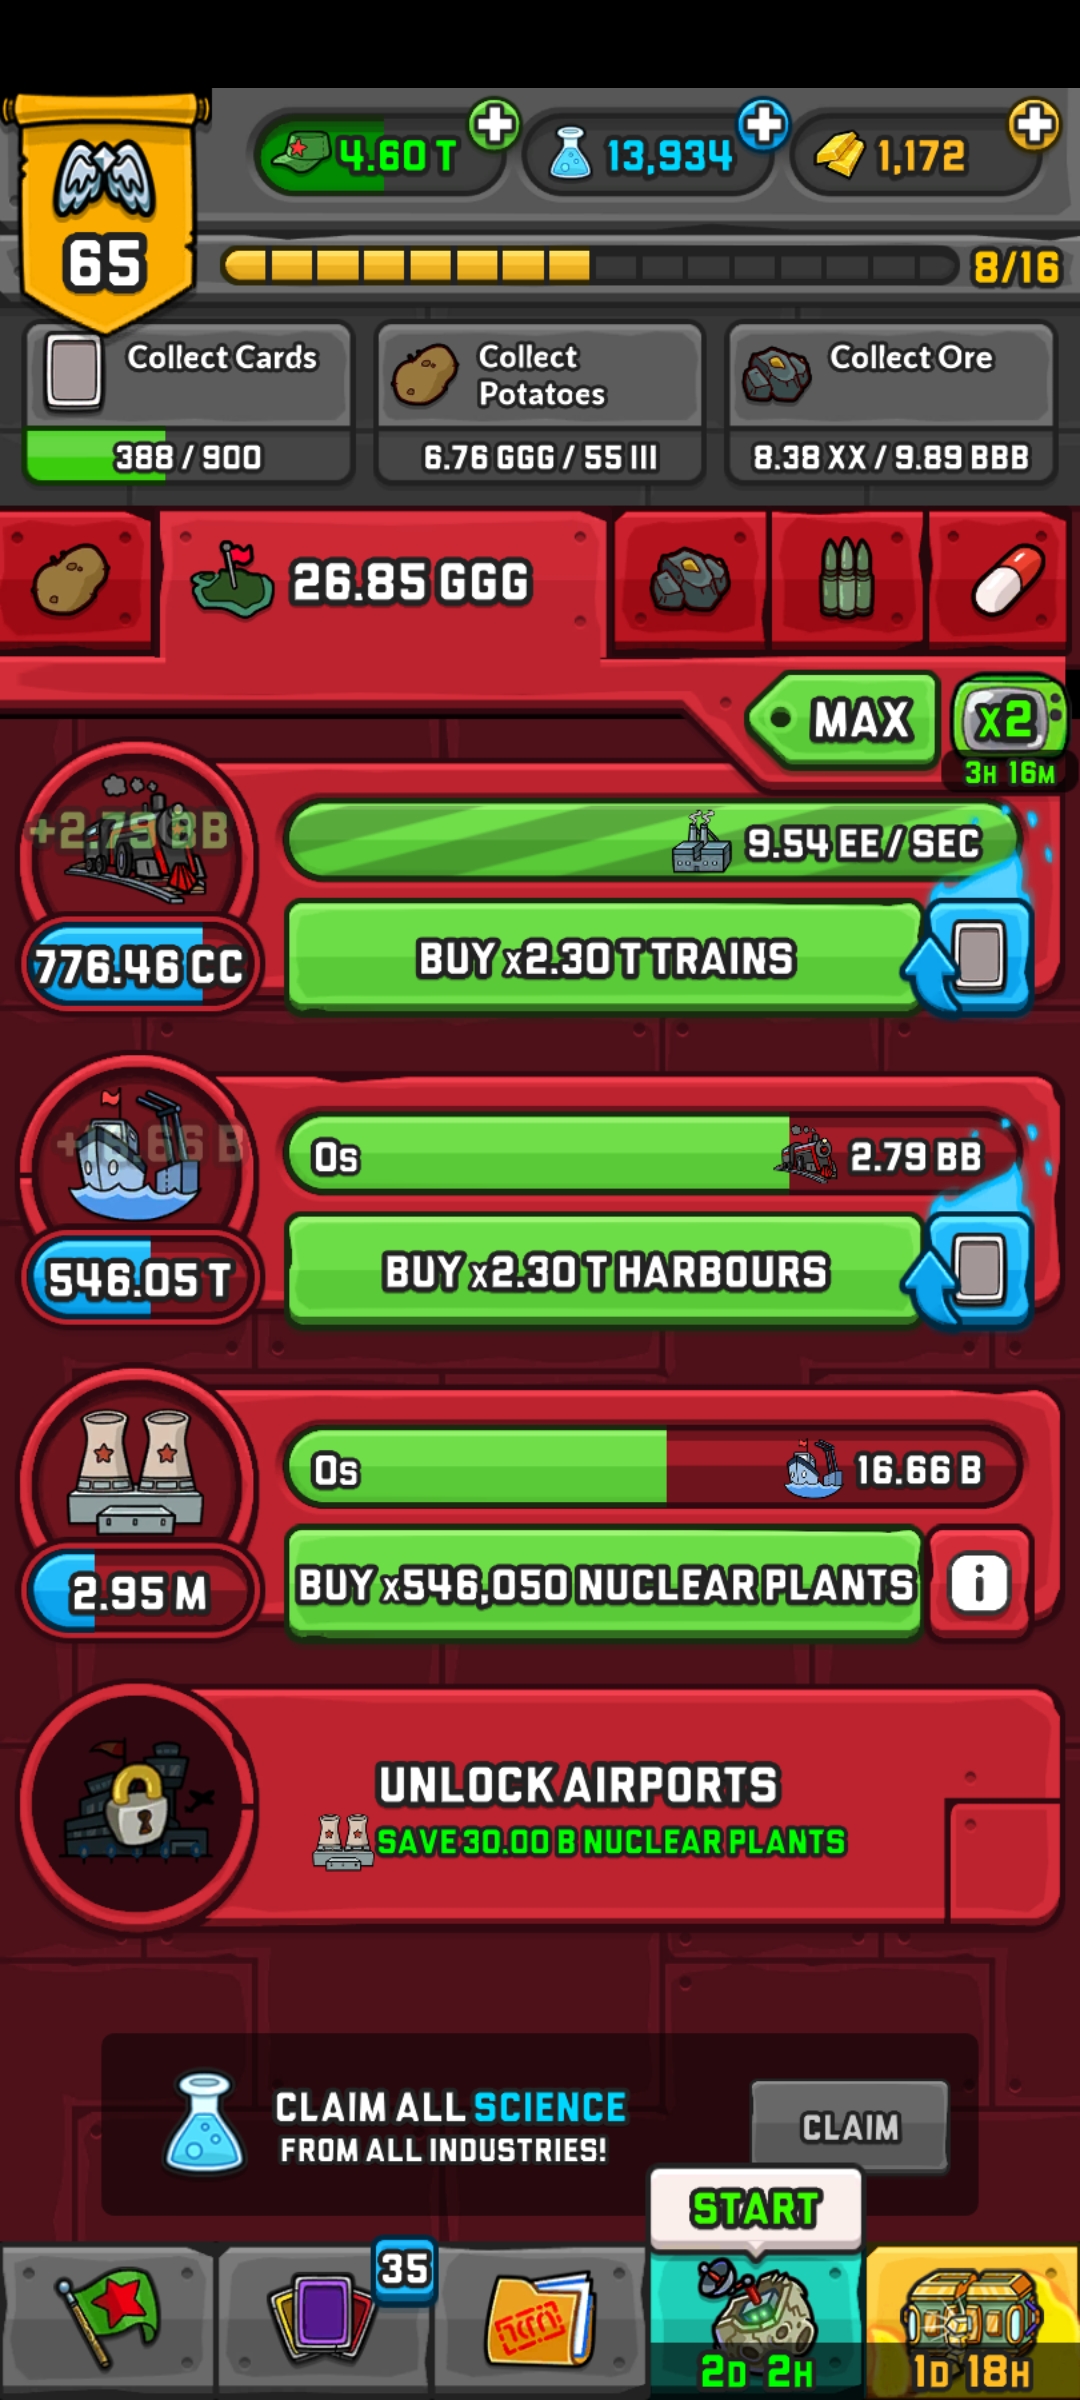 65
4.60 T
13,934
1,172
8/16
Collect Cards
388 / 900
Collect
Potatoes
6.76 GGG / 55 III
Collect Ore
8.38 XX / 9.89 BBB
26.85 GGG
MAX
x2
3H 16M
+2.79 BB
9.54 EE / SEC
776.46 CC
BUY x2.30 T TRAINS
0s
2.79 BB
546.05 T
BUY x2.30 T HARBOURS
0s
16.66 B
2.95 M
BUY x546,050 NUCLEAR PLANTS
i
UNLOCK AIRPORTS
SAVE 30.00 B NUCLEAR PLANTS
CLAIM ALL SCIENCE
FROM ALL INDUSTRIES!
CLAIM
START
35
2D 2H
1D 18H